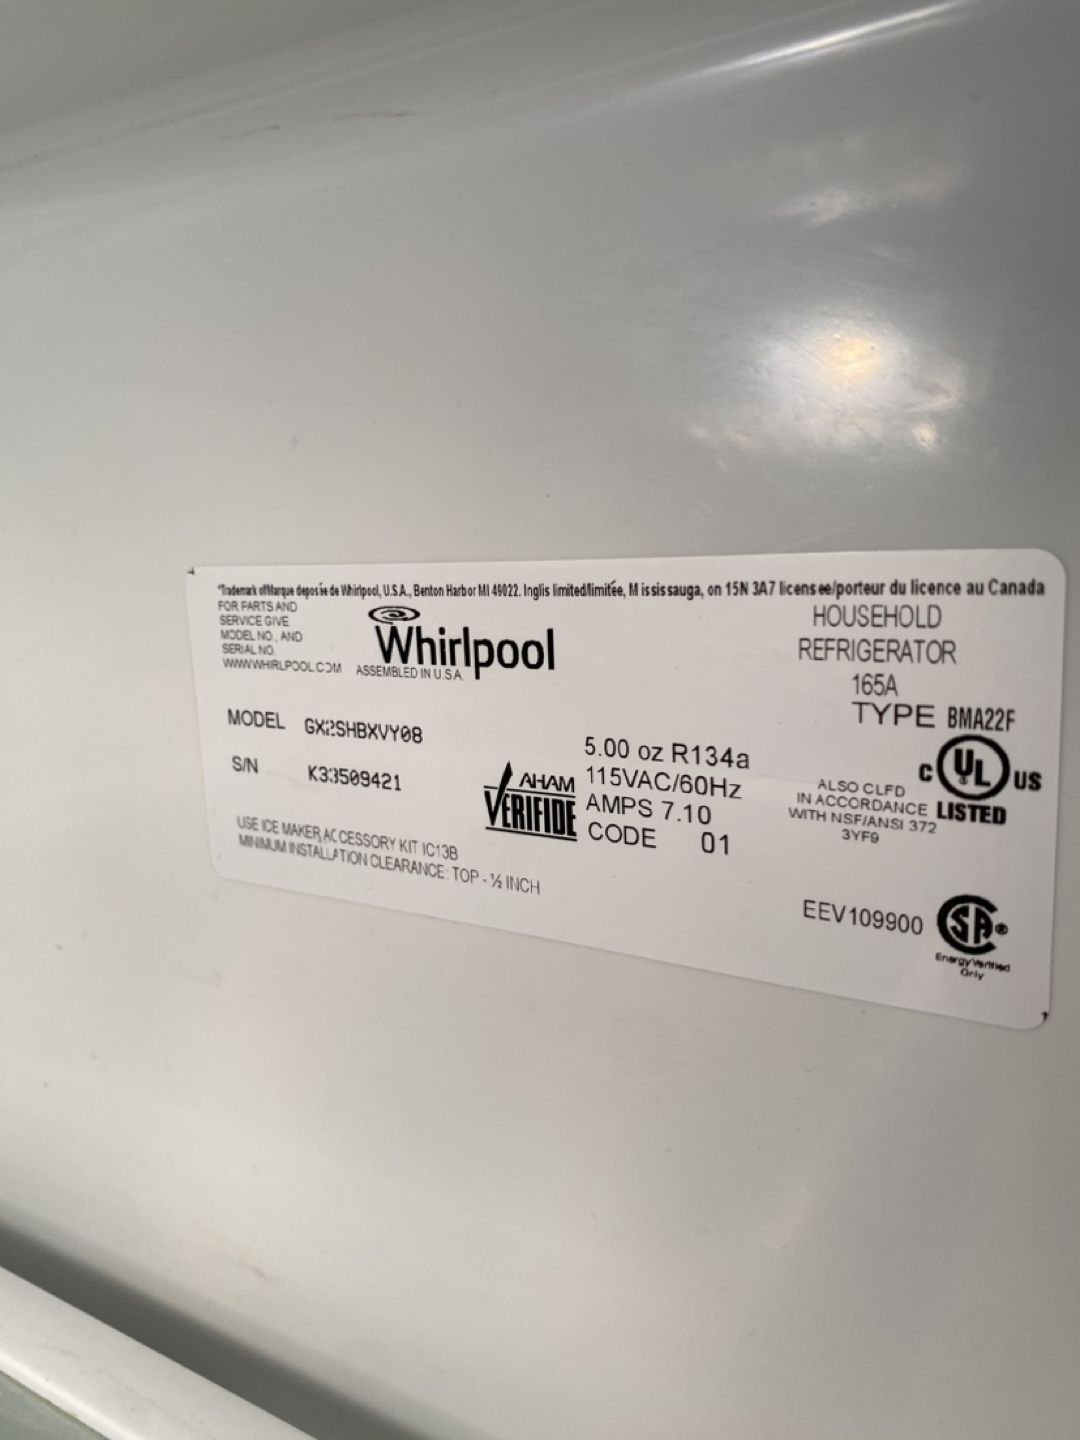 *Trademark of/Marque déposée de Whirlpool, U.S.A., Benton Harbor MI 49022. Inglis limited/limitée, Mississauga, on 15N 3A7 licensee/porteur du licence au Canada
FOR PARTS AND
SERVICE GIVE
MODEL NO., AND
SERIAL NO.
WWW.WHIRLPOOL.COM
Whirlpool
ASSEMBLED IN U.S.A.
HOUSEHOLD
REFRIGERATOR
165A
TYPE BMA22F
MODEL GX2SHBXVY08
S/N K33509421
AHAM
VERIFIDE
5.00 oz R134a
115VAC/60Hz
AMPS 7.10
CODE 01
ALSO CLFD
IN ACCORDANCE
WITH NSF/ANSI 372
3YF9
C UL ® US
LISTED
USE ICE MAKER ACCESSORY KIT IC13B
MINIMUM INSTALLATION CLEARANCE: TOP - ½ INCH
EEV109900
SA ®
Energy Verified
Only